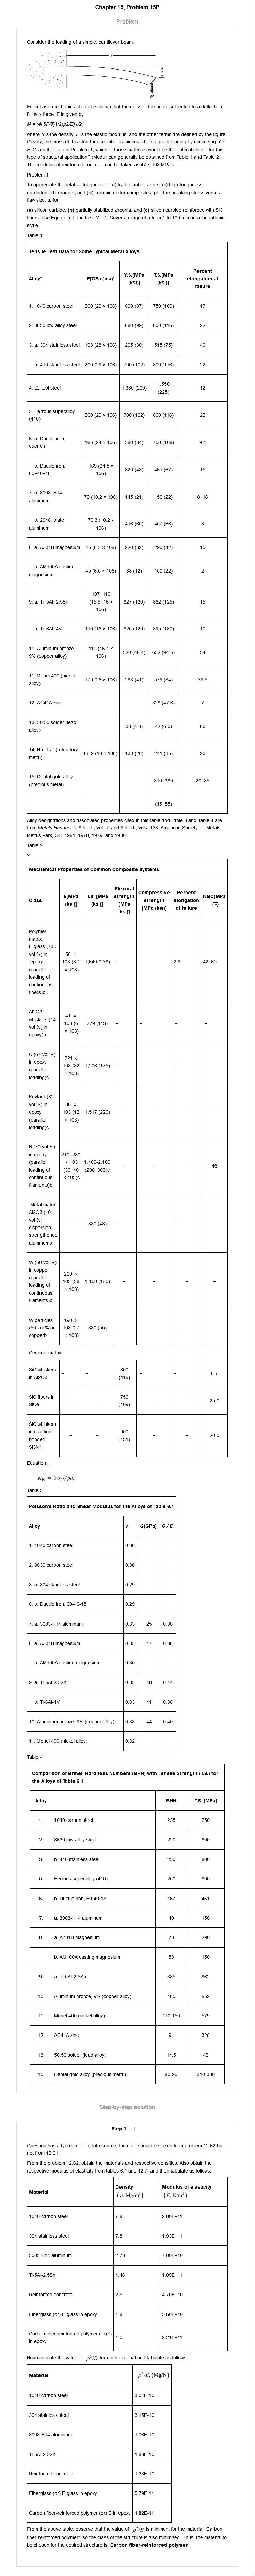 Chapter 15, Problem 15P
Problem
Consider the loading of a simple, cantilever beam:
l
F
From basic mechanics, it can be shown that the mass of the beam subjected to a deflection,
δ, by a force, F is given by
M = (4l 5F/δ)1/2(ρ2/E)1/2,
where ρ is the density, E is the elastic modulus, and the other terms are defined by the figure.
Clearly, the mass of this structural member is minimized for a given loading by minimizing ρ2/
E. Given the data in Problem 1, which of those materials would be the optimal choice for this
type of structural application? (Moduli can generally be obtained from Table 1 and Table 2
The modulus of reinforced concrete can be taken as 47 × 103 MPa.)
Problem 1
To appreciate the relative toughness of (i) traditional ceramics, (ii) high-toughness,
unreinforced ceramics, and (iii) ceramic-matrix composites, plot the breaking stress versus
flaw size, a, for
(a) silicon carbide, (b) partially stabilized zirconia, and (c) silicon carbide reinforced with SiC
fibers. Use Equation 1 and take Y = 1. Cover a range of a from 1 to 100 mm on a logarithmic
scale.
Table 1
Tensile Test Data for Some Typical Metal Alloys
Alloy* E[GPa (psi)] Y.S.[MPa (ksi)] T.S.[MPa (ksi)] Percent elongation at failure
1. 1040 carbon steel 200 (29 × 106) 600 (87) 750 (109) 17
2. 8630 low-alloy steel 680 (99) 800 (116) 22
3. a. 304 stainless steel 193 (28 × 106) 205 (30) 515 (75) 40
b. 410 stainless steel 200 (29 × 106) 700 (102) 800 (116) 22
4. L2 tool steel 1,380 (200) 1,550 (225) 12
5. Ferrous superalloy (410) 200 (29 × 106) 700 (102) 800 (116) 22
6. a. Ductile iron, quench 165 (24 × 106) 580 (84) 750 (108) 9.4
b. Ductile iron, 60–40–18 169 (24.5 × 106) 329 (48) 461 (67) 15
7. a. 3003–H14 aluminum 70 (10.2 × 106) 145 (21) 150 (22) 8–16
b. 2048, plate aluminum 70.3 (10.2 × 106) 416 (60) 457 (66) 8
8. a. AZ31B magnesium 45 (6.5 × 106) 220 (32) 290 (42) 15
b. AM100A casting magnesium 45 (6.5 × 106) 83 (12) 150 (22) 2
9. a. Ti–5Al–2.5Sn 107–110 (15.5–16 × 106) 827 (120) 862 (125) 15
b. Ti–6Al–4V 110 (16 × 106) 825 (120) 895 (130) 10
10. Aluminum bronze, 9% (copper alloy) 110 (16.1 × 106) 320 (46.4) 652 (94.5) 34
11. Monel 400 (nickel alloy) 179 (26 × 106) 283 (41) 579 (84) 39.5
12. AC41A zinc 328 (47.6) 7
13. 50:50 solder (lead alloy) 33 (4.8) 42 (6.0) 60
14. Nb–1 Zr (refractory metal) 68.9 (10 × 106) 138 (20) 241 (35) 20
15. Dental gold alloy (precious metal) 310–380 20–35
(45–55)
Alloy designations and associated properties cited in this table and Table 3 and Table 4 are
from Metals Handbook, 8th ed., Vol. 1, and 9th ed., Vols. 1?3, American Society for Metals,
Metals Park, OH, 1961, 1978, 1979, and 1980.
Table 2
?
Mechanical Properties of Common Composite Systems
Class E[MPa (ksi)] T.S. [MPa (ksi)] Flexural strength [MPa ksi)] Compressive strength [MPa (ksi)] Percent elongation at failure KaIC(MPa √m)
Polymer-matrix
E-glass (73.3 vol %) in epoxy (parallel loading of continuous fibers)b 56 × 103 (8.1 × 103) 1,640 (238) – – 2.9 42–60
Al2O3 whiskers (14 vol %) in epoxy)b 41 × 103 (6 × 103) 779 (113) – – – –
C (67 vol %) in epoxy (parallel loading)c 221 × 103 (32 × 103) 1,206 (175) – – – –
Kevlard (82 vol %) in epoxy (parallel loading)c 86 × 103 (12 × 103) 1,517 (220) – – – –
B (70 vol %) in epoxy (parallel loading of continuous filaments)b 210–280 × 103 (30–40 × 103)c 1,400-2,100 (200–300)c – – – 46
Metal matrix
Al2O3 (10 vol %) dispersion-strengthened aluminumb – 330 (48) – – – –
W (50 vol %) in copper (parallel loading of continuous filaments)b 260 × 103 (38 × 103) 1,100 (160) – – – –
W particles (50 vol %) in copperb 190 × 103 (27 × 103) 380 (55) – – – –
Ceramic-matrix
SiC whiskers in Al2O3 – – 800 (116) – – 8.7
SiC fibers in SiCe – – 750 (109) – – 25.0
SiC whiskers in reaction-bonded Si3N4 – – 900 (131) – – 20.0
Equation 1
KIC = Yσf√πa,
Table 3
Poisson's Ratio and Shear Modulus for the Alloys of Table 6.1
Alloy ν G(GPa) G / E
1. 1040 carbon steel 0.30
2. 8630 carbon steel 0.30
3. a. 304 stainless steel 0.29
6. b. Ductile iron, 60-40-18 0.29
7. a. 3003-H14 aluminum 0.33 25 0.36
8. a. AZ31B magnesium 0.35 17 0.38
b. AM100A casting magnesium 0.35
9. a. Ti-5Al-2.5Sn 0.35 48 0.44
b. Ti-6Al-4V 0.33 41 0.38
10. Aluminum bronze, 9% (copper alloy) 0.33 44 0.40
11. Monel 400 (nickel alloy) 0.32
Table 4
Comparison of Brinell Hardness Numbers (BHN) with Tensile Strength (T.S.) for
the Alloys of Table 6.1
Alloy BHN T.S. (MPa)
1. 1040 carbon steel 235 750
2 8630 low-alloy steel 220 800
3. b. 410 stainless steel 250 800
5. Ferrous superalloy (410) 250 800
6. b. Ductile iron, 60-40-18 167 461
7. a. 3003-H14 aluminum 40 150
8. a. AZ31B magnesium 73 290
b. AM100A casting magnesium 53 150
9. a. Ti-5Al-2.5Sn 335 862
10. Aluminum bronze, 9% (copper alloy) 165 652
11. Monel 400 (nickel alloy) 110-150 579
12. AC41A zinc 91 328
13. 50:50 solder (lead alloy) 14.5 42
15. Dental gold alloy (precious metal) 80-90 310-380
Step-by-step solution
Step 1 of 1
Question has a typo error for data source; the data should be taken from problem 12.62 but
not from 12.61.
From the problem 12.62, obtain the materials and respective densities. Also obtain the
respective modulus of elasticity from tables 6.1 and 12.7, and then tabulate as follows
Material Density (ρ, Mg/m³) Modulus of elasticity (E, N/m²)
1040 carbon steel 7.8 2.00E+11
304 stainless steel 7.8 1.93E+11
3003-H14 aluminum 2.73 7.00E+10
Ti-5Al-2.5Sn 4.46 1.09E+11
Reinforced concrete 2.5 4.70E+10
Fiberglass (or) E-glass in epoxy 1.8 5.60E+10
Carbon fiber-reinforced polymer (or) C in epoxy 1.5 2.21E+11
Now calculate the value of ρ²/E for each material and tabulate as follows
Material ρ²/E, (Mg/N)
1040 carbon steel 3.04E-10
304 stainless steel 3.15E-10
3003-H14 aluminum 1.06E-10
Ti-5Al-2.5Sn 1.83E-10
Reinforced concrete 1.33E-10
Fiberglass (or) E-glass in epoxy 5.79E-11
Carbon fiber-reinforced polymer (or) C in epoxy 1.02E-11
From the above table, observe that the value of ρ²/E is minimum for the material "Carbon
fiber-reinforced polymer", so the mass of the structure is also minimized. Thus, the material to
be chosen for the desired structure is "Carbon fiber-reinforced polymer".